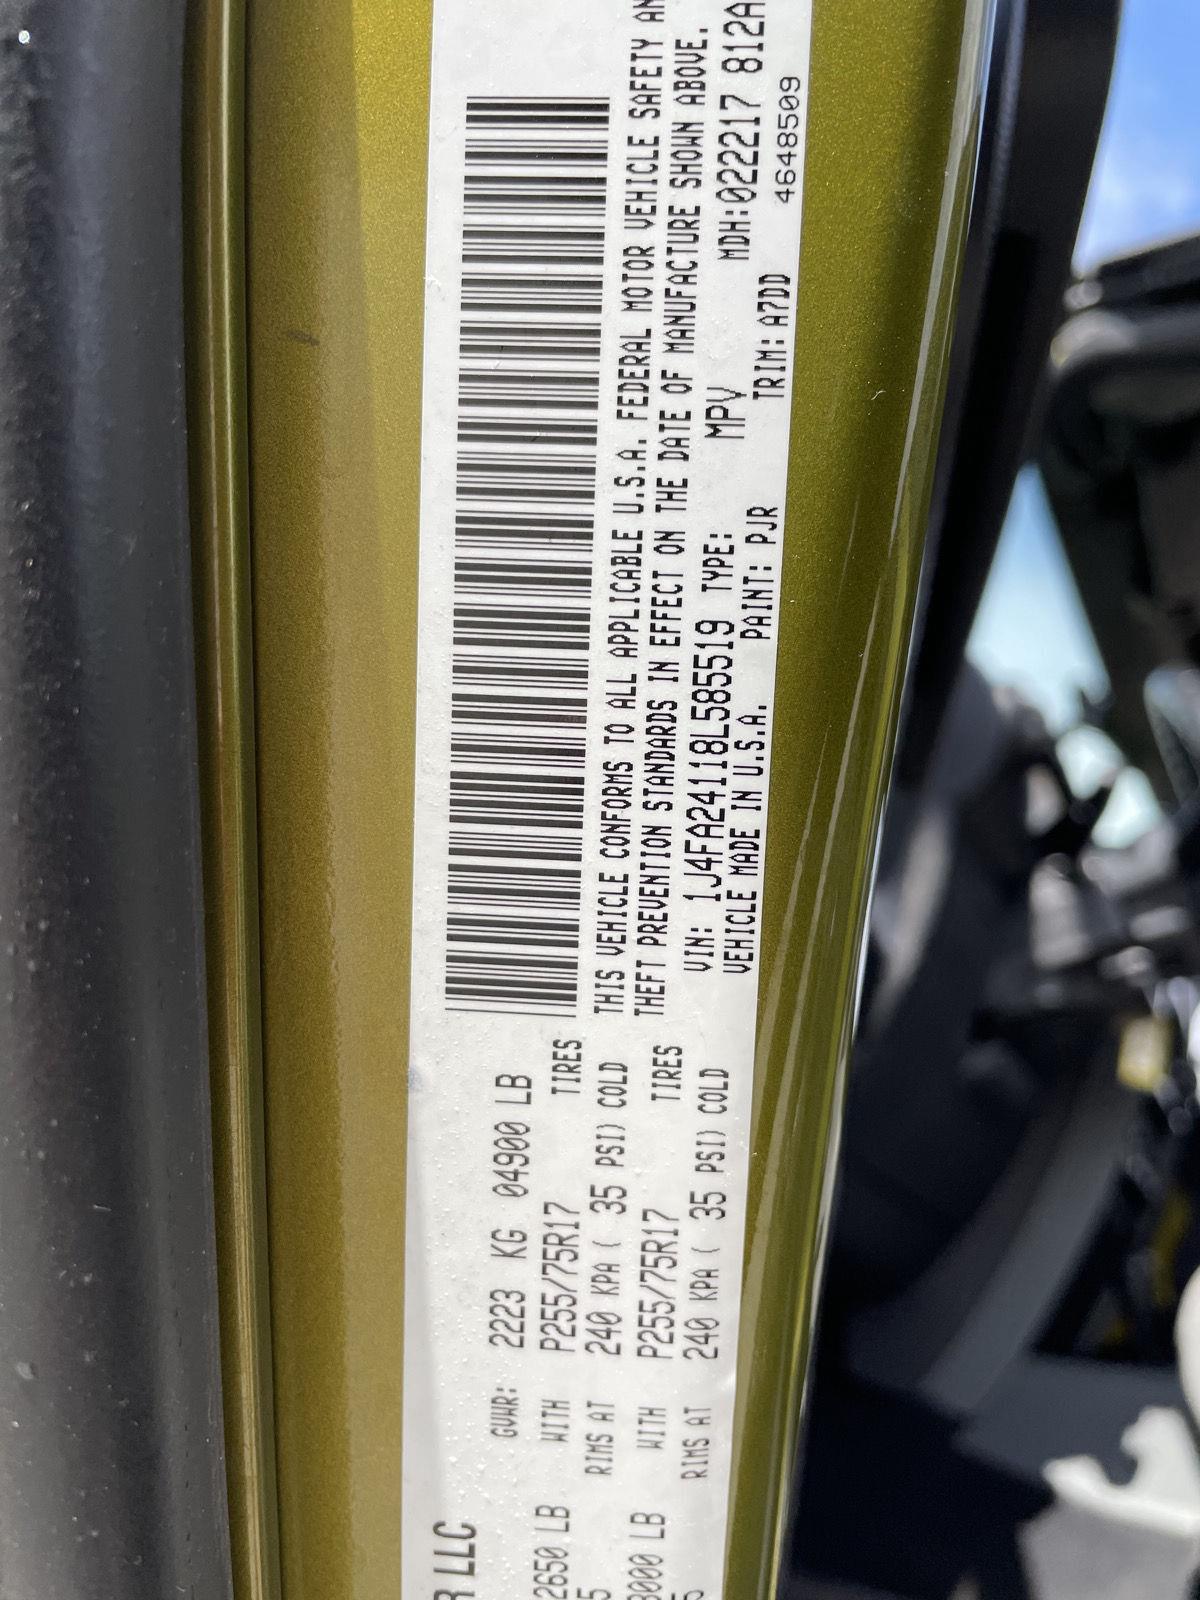 R LLC
GVWR: 2223 KG 04900 LB
2650 LB WITH P255/75R17 TIRES
5 RIMS AT 240 KPA ( 35 PSI) COLD
3000 LB WITH P255/75R17 TIRES
5 RIMS AT 240 KPA ( 35 PSI) COLD
THIS VEHICLE CONFORMS TO ALL APPLICABLE U.S.A. FEDERAL MOTOR VEHICLE SAFETY AN
THEFT PREVENTION STANDARDS IN EFFECT ON THE DATE OF MANUFACTURE SHOWN ABOVE.
VIN: 1J4FA24118L585519 TYPE: MPV MDH:022217 812A
VEHICLE MADE IN U.S.A. PAINT: PJR TRIM: A7DD 4648509